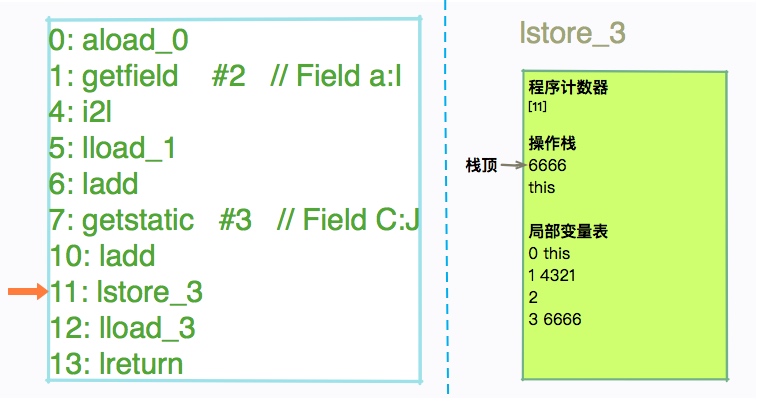 0: aload_0
1: getfield #2 // Field a:I
4: i2l
5: lload_1
6: ladd
7: getstatic #3 // Field C:J
10: ladd
11: lstore_3
12: lload_3
13: lreturn
lstore_3
程序计数器
[11]
操作栈
栈顶
6666
this
局部变量表
0 this
1 4321
2
3 6666